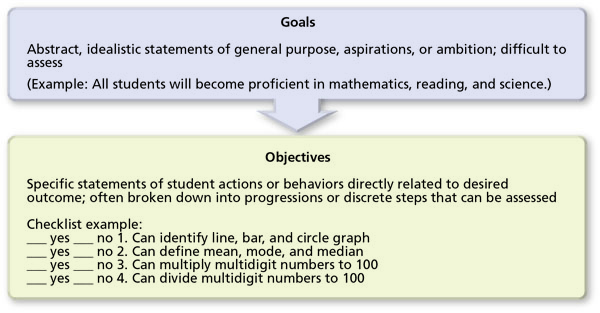 Goals
Abstract, idealistic statements of general purpose, aspirations, or ambition; difficult to
assess
(Example: All students will become proficient in mathematics, reading, and science.)
Objectives
Specific statements of student actions or behaviors directly related to desired
outcome; often broken down into progressions or discrete steps that can be assessed
Checklist example:
___ yes ___ no 1. Can identify line, bar, and circle graph
___ yes ___ no 2. Can define mean, mode, and median
___ yes ___ no 3. Can multiply multidigit numbers to 100
___ yes ___ no 4. Can divide multidigit numbers to 100